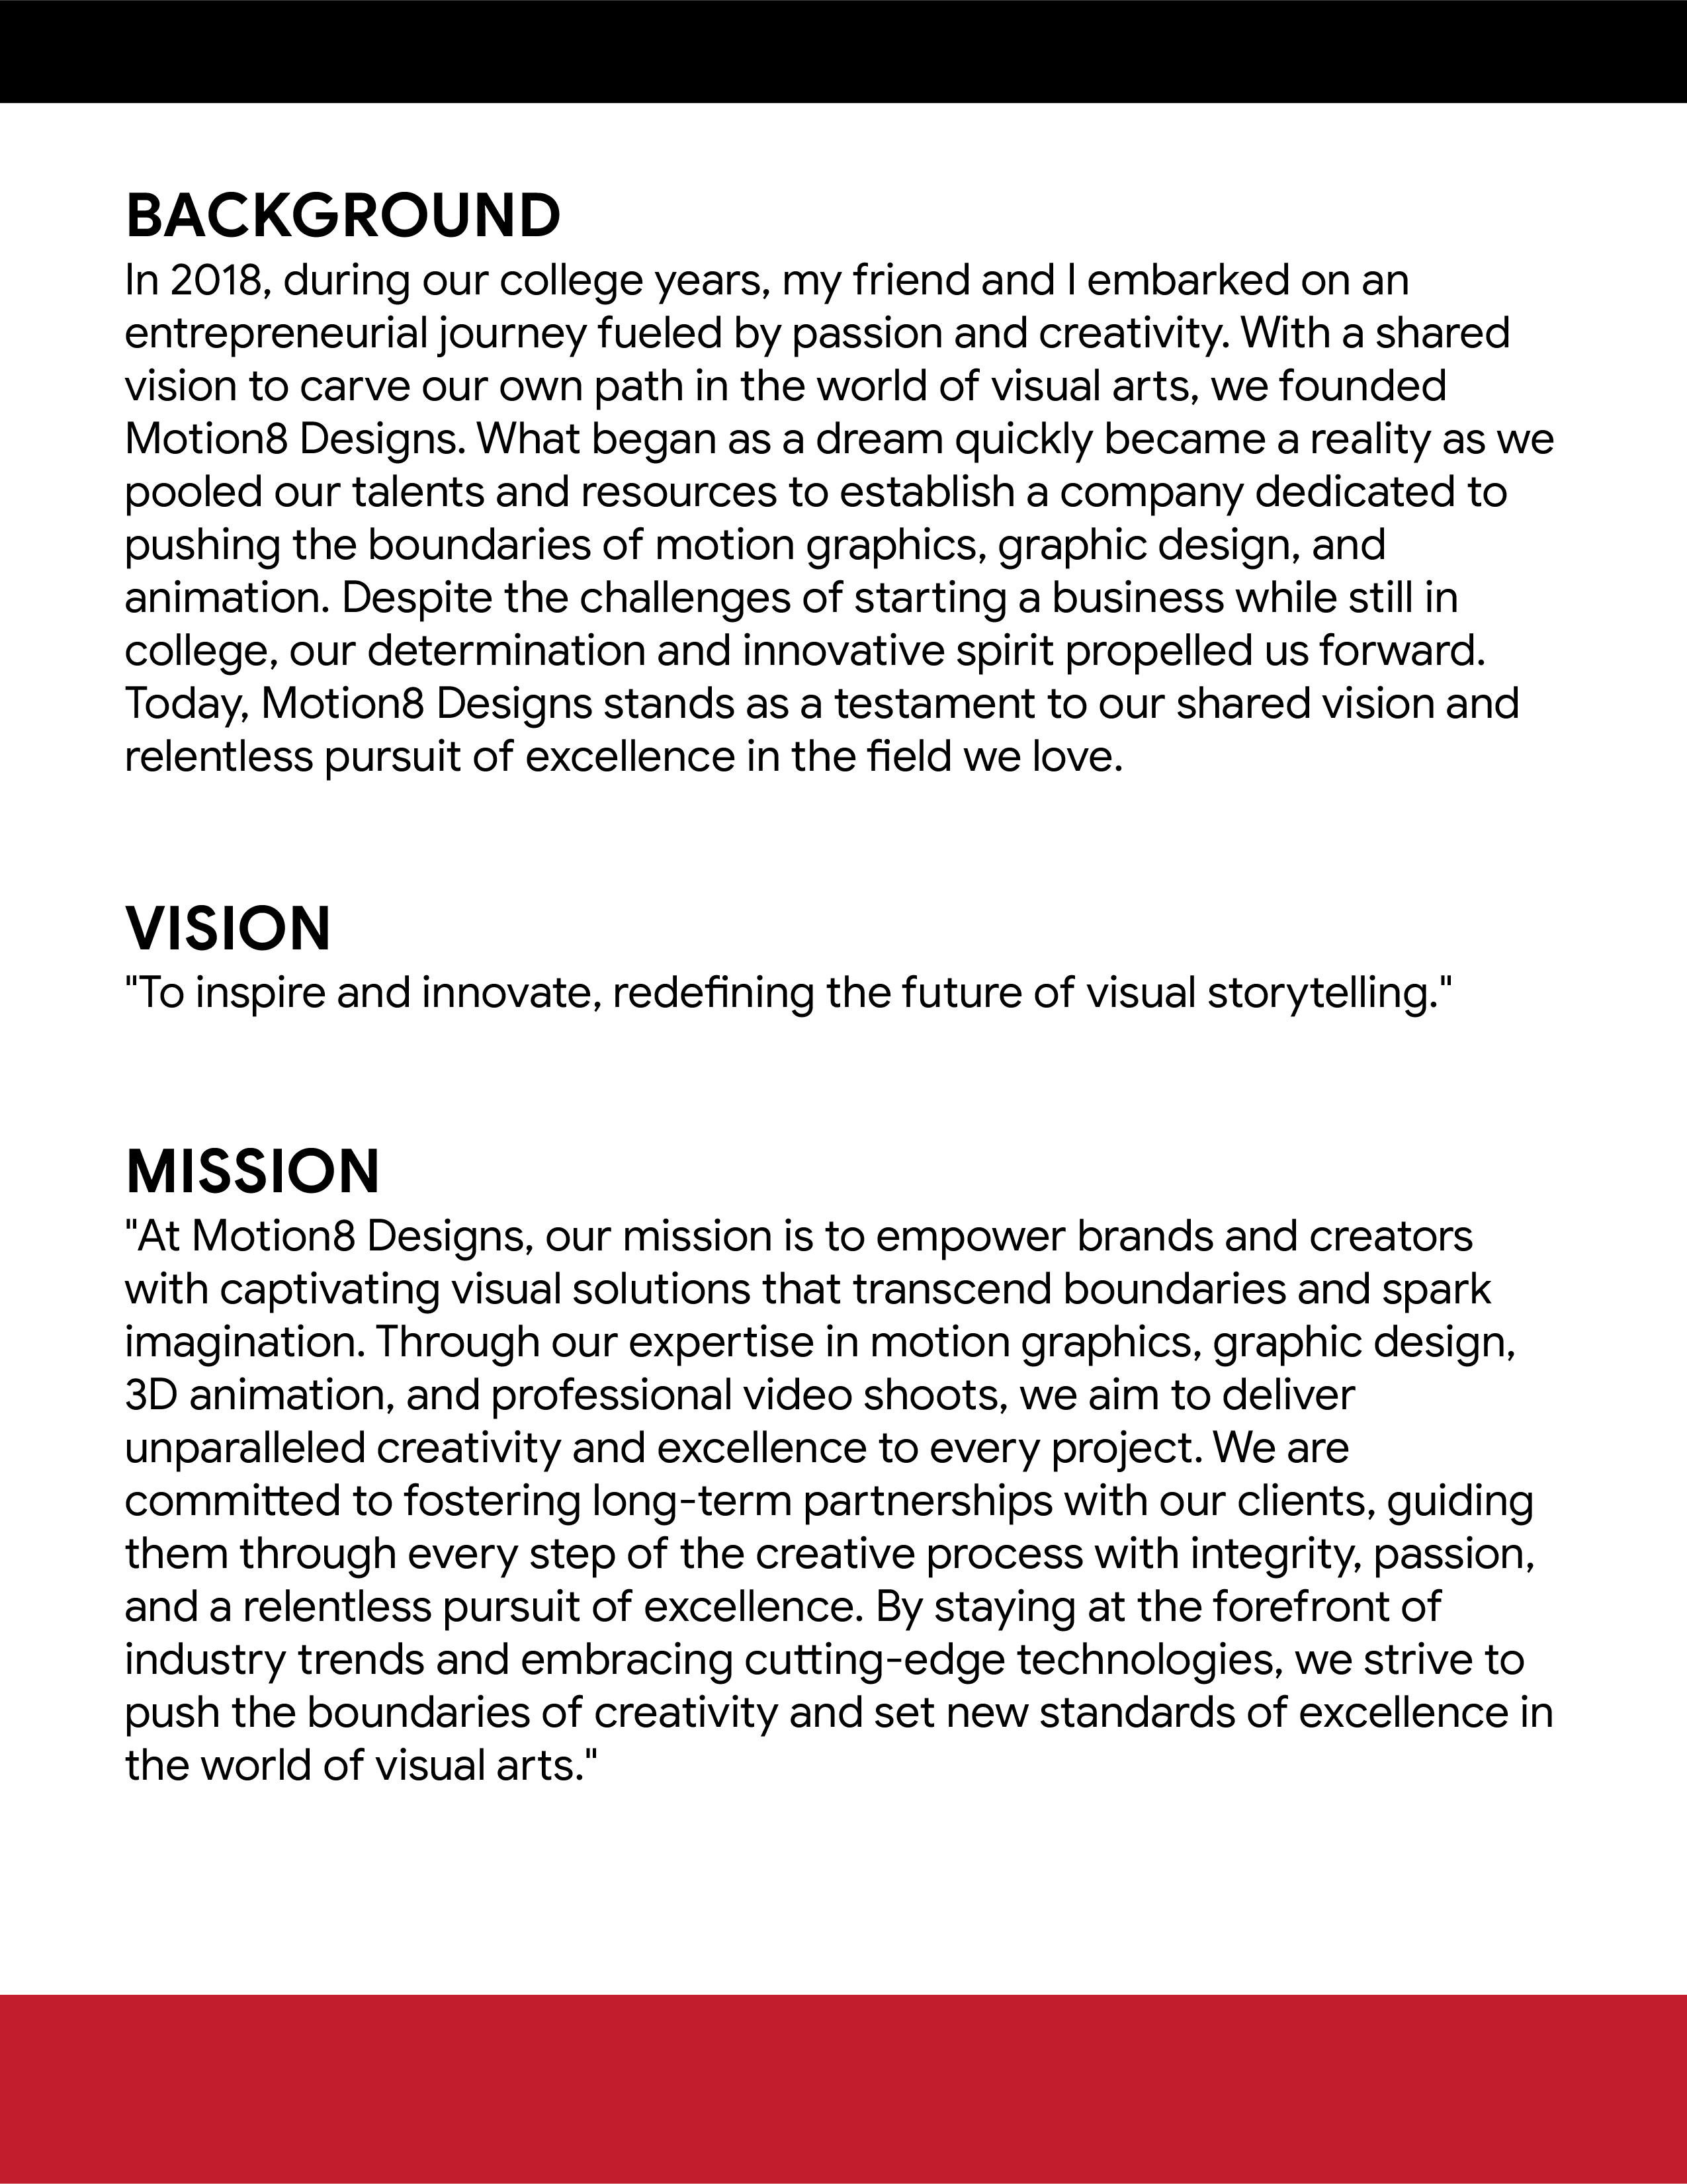 BACKGROUND
In 2018, during our college years, my friend and I embarked on an
entrepreneurial journey fueled by passion and creativity. With a shared
vision to carve our own path in the world of visual arts, we founded
Motion8 Designs. What began as a dream quickly became a reality as we
pooled our talents and resources to establish a company dedicated to
pushing the boundaries of motion graphics, graphic design, and
animation. Despite the challenges of starting a business while still in
college, our determination and innovative spirit propelled us forward.
Today, Motion8 Designs stands as a testament to our shared vision and
relentless pursuit of excellence in the field we love.
VISION
"To inspire and innovate, redefining the future of visual storytelling."
MISSION
"At Motion8 Designs, our mission is to empower brands and creators
with captivating visual solutions that transcend boundaries and spark
imagination. Through our expertise in motion graphics, graphic design,
3D animation, and professional video shoots, we aim to deliver
unparalleled creativity and excellence to every project. We are
committed to fostering long-term partnerships with our clients, guiding
them through every step of the creative process with integrity, passion,
and a relentless pursuit of excellence. By staying at the forefront of
industry trends and embracing cutting-edge technologies, we strive to
push the boundaries of creativity and set new standards of excellence in
the world of visual arts."